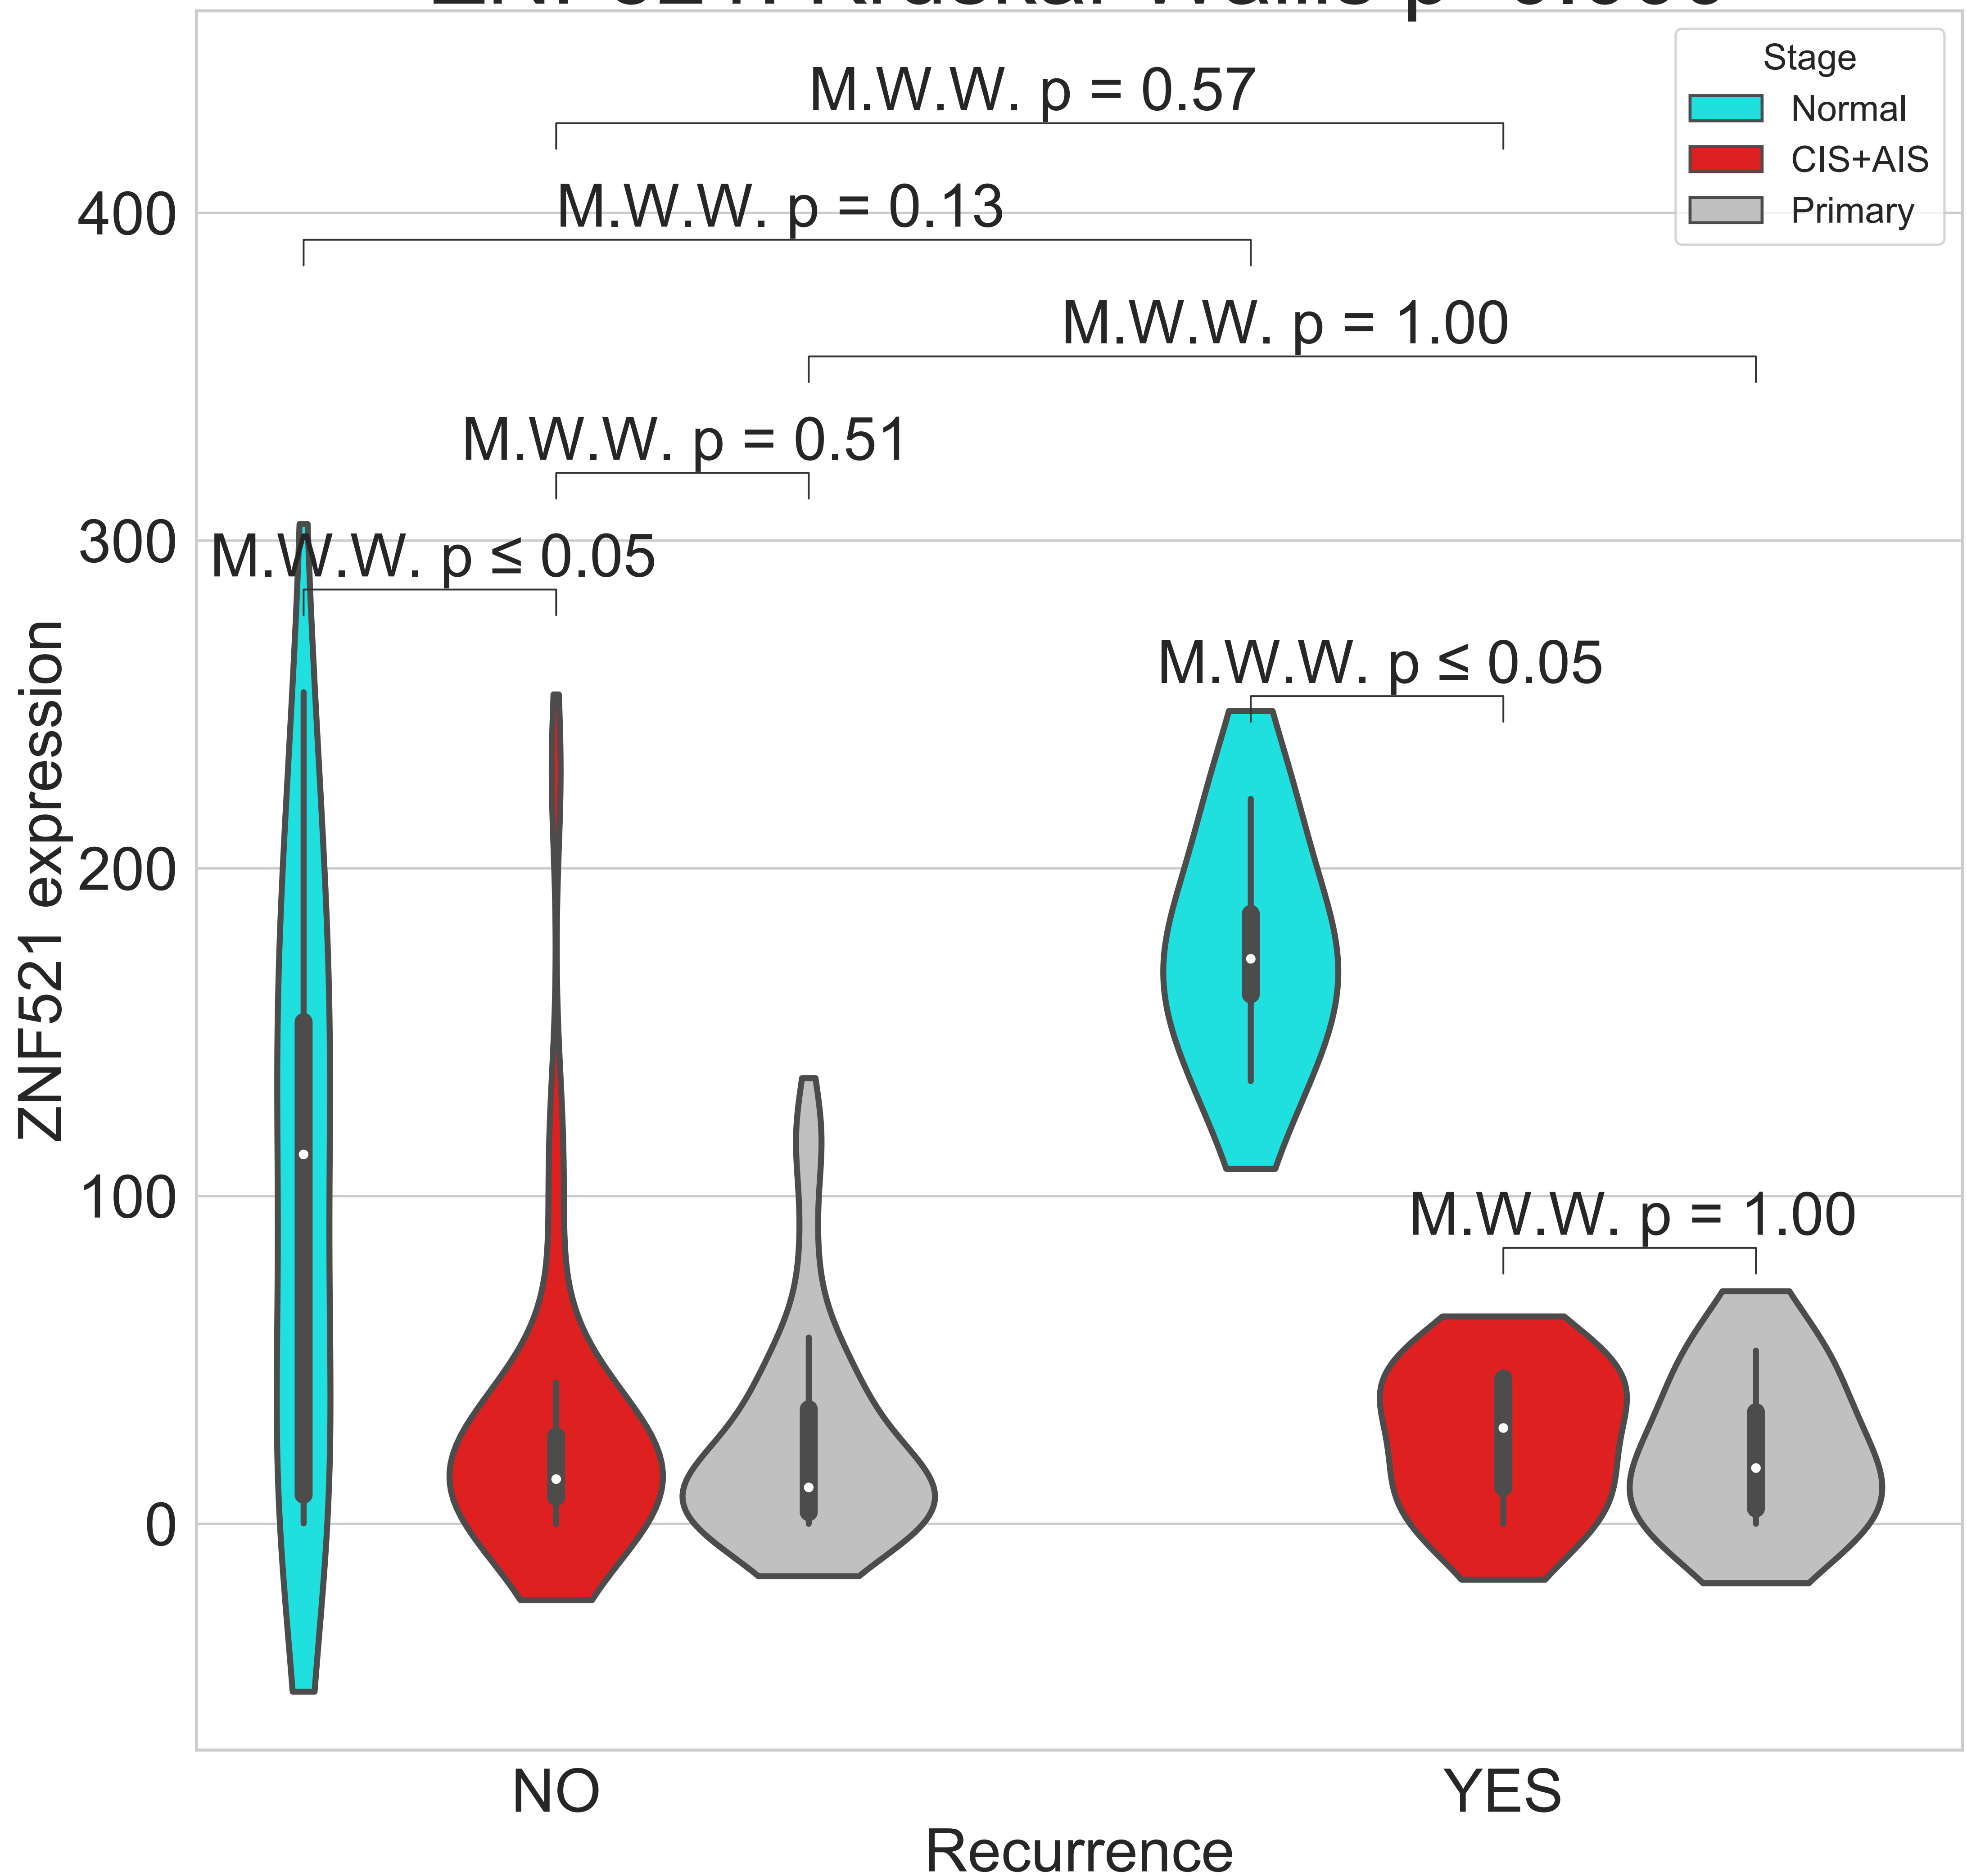 Stage
Normal
CIS+AIS
Primary
M.W.W. p = 0.57
M.W.W. p = 0.13
M.W.W. p = 1.00
M.W.W. p = 0.51
M.W.W. p ≤ 0.05
M.W.W. p ≤ 0.05
M.W.W. p = 1.00
400
300
200
100
0
ZNF521 expression
NO
YES
Recurrence